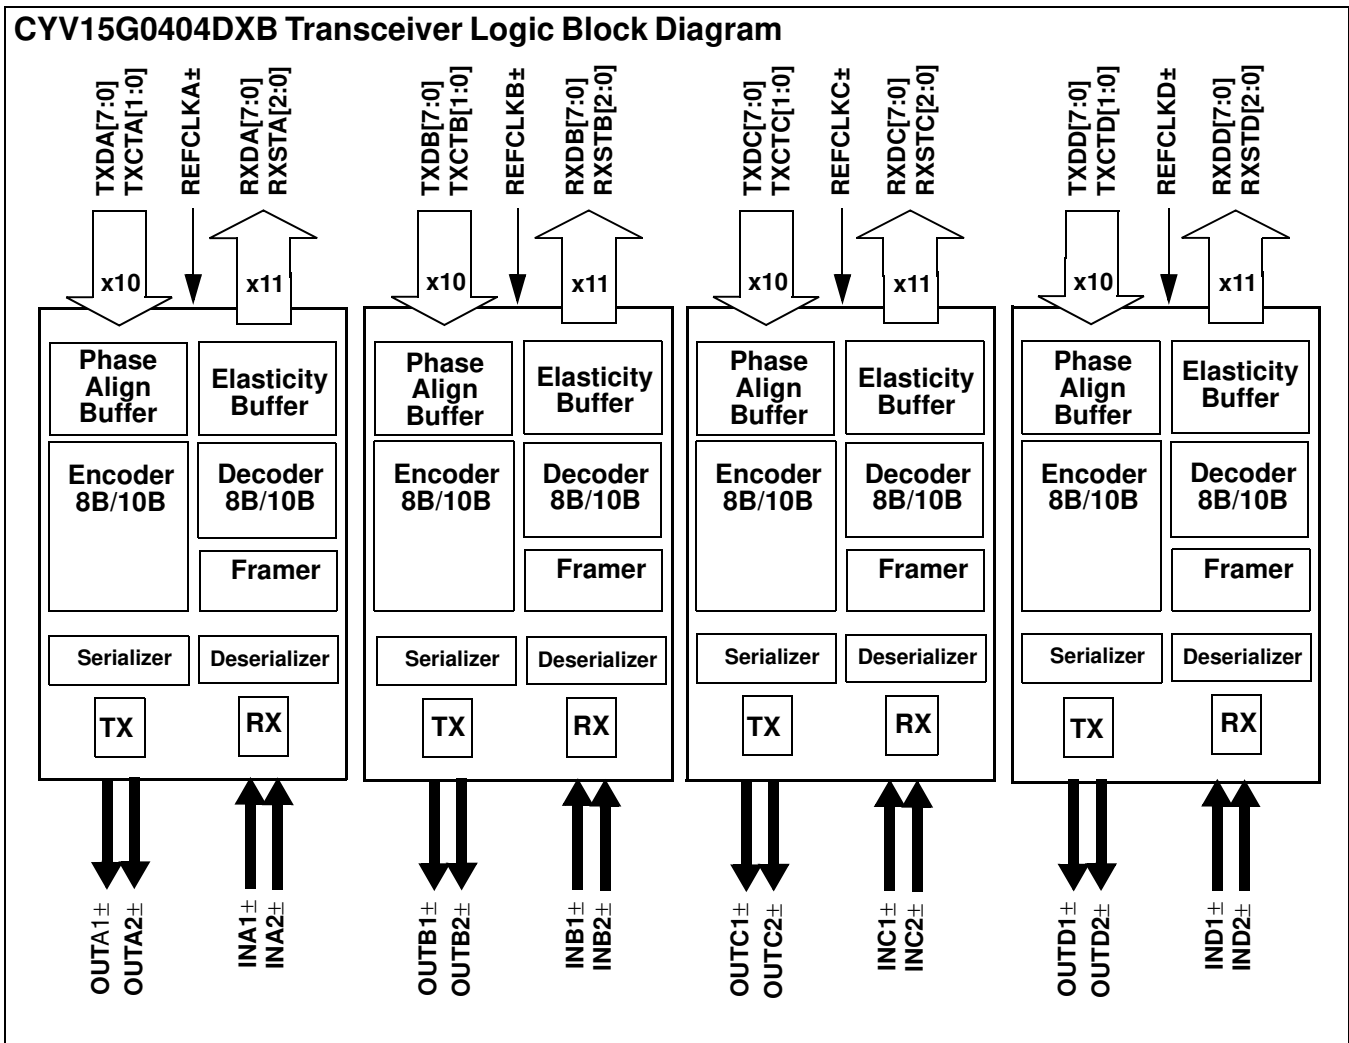 CYV15G0404DXB Transceiver Logic Block Diagram
TXDA[7:0]
TXCTA[1:0]
REFCLKA±
RXDA[7:0]
RXSTA[2:0]
TXDB[7:0]
TXCTB[1:0]
REFCLKB±
RXDB[7:0]
RXSTB[2:0]
TXDC[7:0]
TXCTC[1:0]
REFCLKC±
RXDC[7:0]
RXSTC[2:0]
TXDD[7:0]
TXCTD[1:0]
REFCLKD±
RXDD[7:0]
RXSTD[2:0]
x10
x11
x10
x11
x10
x11
x10
x11
Phase
Align
Buffer
Elasticity
Buffer
Encoder
8B/10B
Decoder
8B/10B
Framer
Serializer
Deserializer
TX
RX
Phase
Align
Buffer
Elasticity
Buffer
Encoder
8B/10B
Decoder
8B/10B
Framer
Serializer
Deserializer
TX
RX
Phase
Align
Buffer
Elasticity
Buffer
Encoder
8B/10B
Decoder
8B/10B
Framer
Serializer
Deserializer
TX
RX
Phase
Align
Buffer
Elasticity
Buffer
Encoder
8B/10B
Decoder
8B/10B
Framer
Serializer
Deserializer
TX
RX
OUTA1±
OUTA2±
INA1±
INA2±
OUTB1±
OUTB2±
INB1±
INB2±
OUTC1±
OUTC2±
INC1±
INC2±
OUTD1±
OUTD2±
IND1±
IND2±